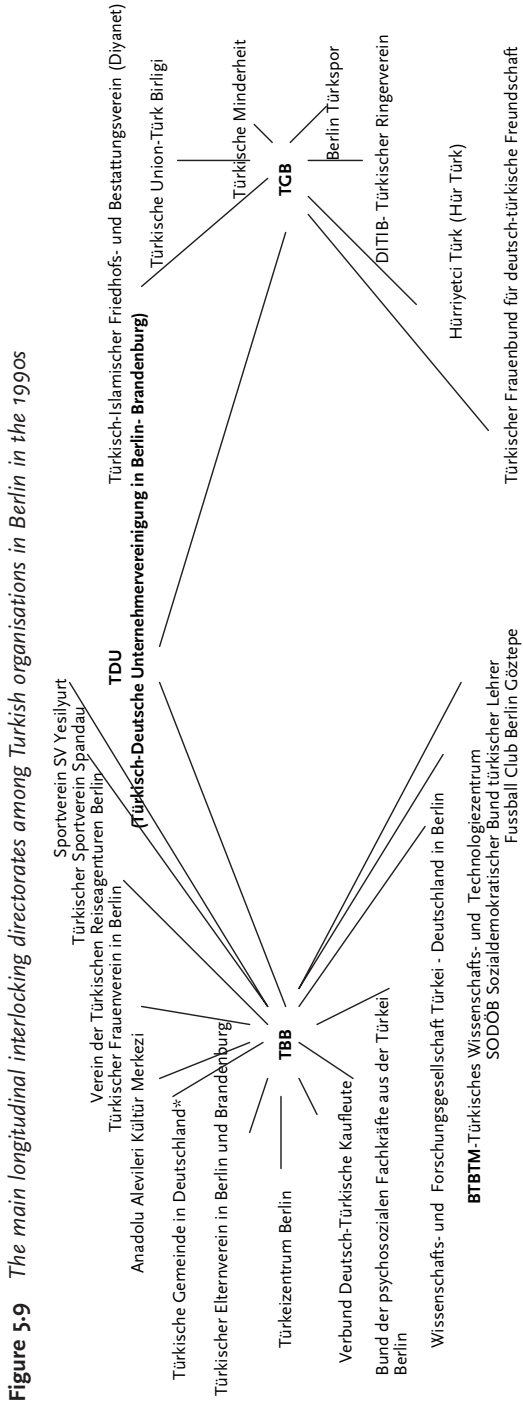 Figure 5.9 The main longitudinal interlocking directorates among Turkish organisations in Berlin in the 1990s
Sportverein SV Yesilyurt
Türkischer Sportverein Spandau
Verein der Türkischen Reiseagenturen Berlin
Türkischer Frauenverein in Berlin
Anadolu Alevileri Kültür Merkezi
Türkische Gemeinde in Deutschland*
Türkischer Elternverein in Berlin und Brandenburg
Türkeizentrum Berlin
Verbund Deutsch-Türkische Kaufleute
Bund der psychosozialen Fachkräfte aus der Türkei
Berlin
Wissenschafts- und Forschungsgesellschaft Türkei - Deutschland in Berlin
BTBTM-Türkisches Wissenschafts- und Technologiezentrum
SODÖB Sozialdemokratischer Bund türkischer Lehrer
Fussball Club Berlin Göztepe
TBB
TDU
(Türkisch-Deutsche Unternehmervereinigung in Berlin- Brandenburg)
Türkisch-Islamischer Friedhofs- und Bestattungsverein (Diyanet)
Türkische Union-Türk Birligi
Türkische Minderheit
TGB
Berlin Türkspor
DITIB- Türkischer Ringerverein
Hürriyetci Türk (Hür Türk)
Türkischer Frauenbund für deutsch-türkische Freundschaft